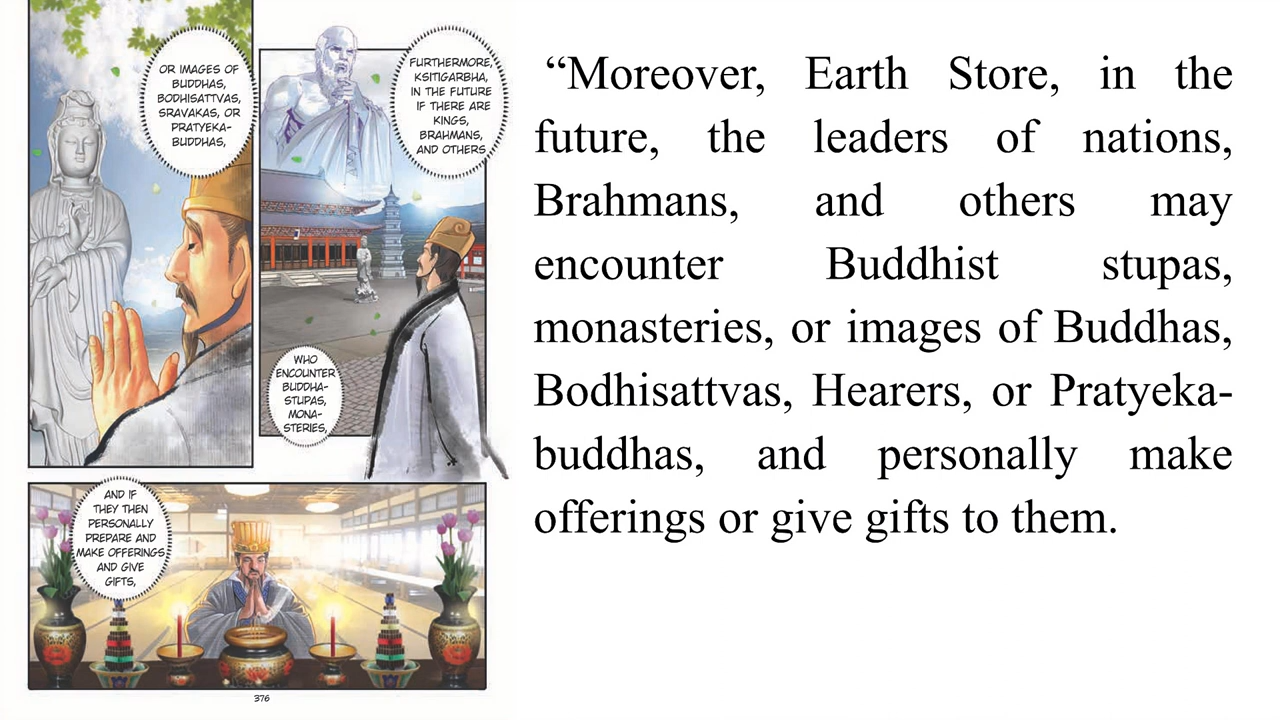 FURTHERMORE,
KSITIGARBHA,
IN THE FUTURE
IF THERE ARE
KINGS,
BRAHMANS,
AND OTHERS
WHO
ENCOUNTER
BUDDHA-
STUPAS,
MONA-
STERIES,
OR IMAGES OF
BUDDHAS,
BODHISATTVAS,
SRAVAKAS, OR
PRATYEKA-
BUDDHAS,
AND IF
THEY THEN
PERSONALLY
PREPARE AND
MAKE OFFERINGS
AND GIVE
GIFTS,
376
“Moreover, Earth Store, in the
future, the leaders of nations,
Brahmans, and others may
encounter Buddhist stupas,
monasteries, or images of Buddhas,
Bodhisattvas, Hearers, or Pratyeka-
buddhas, and personally make
offerings or give gifts to them.